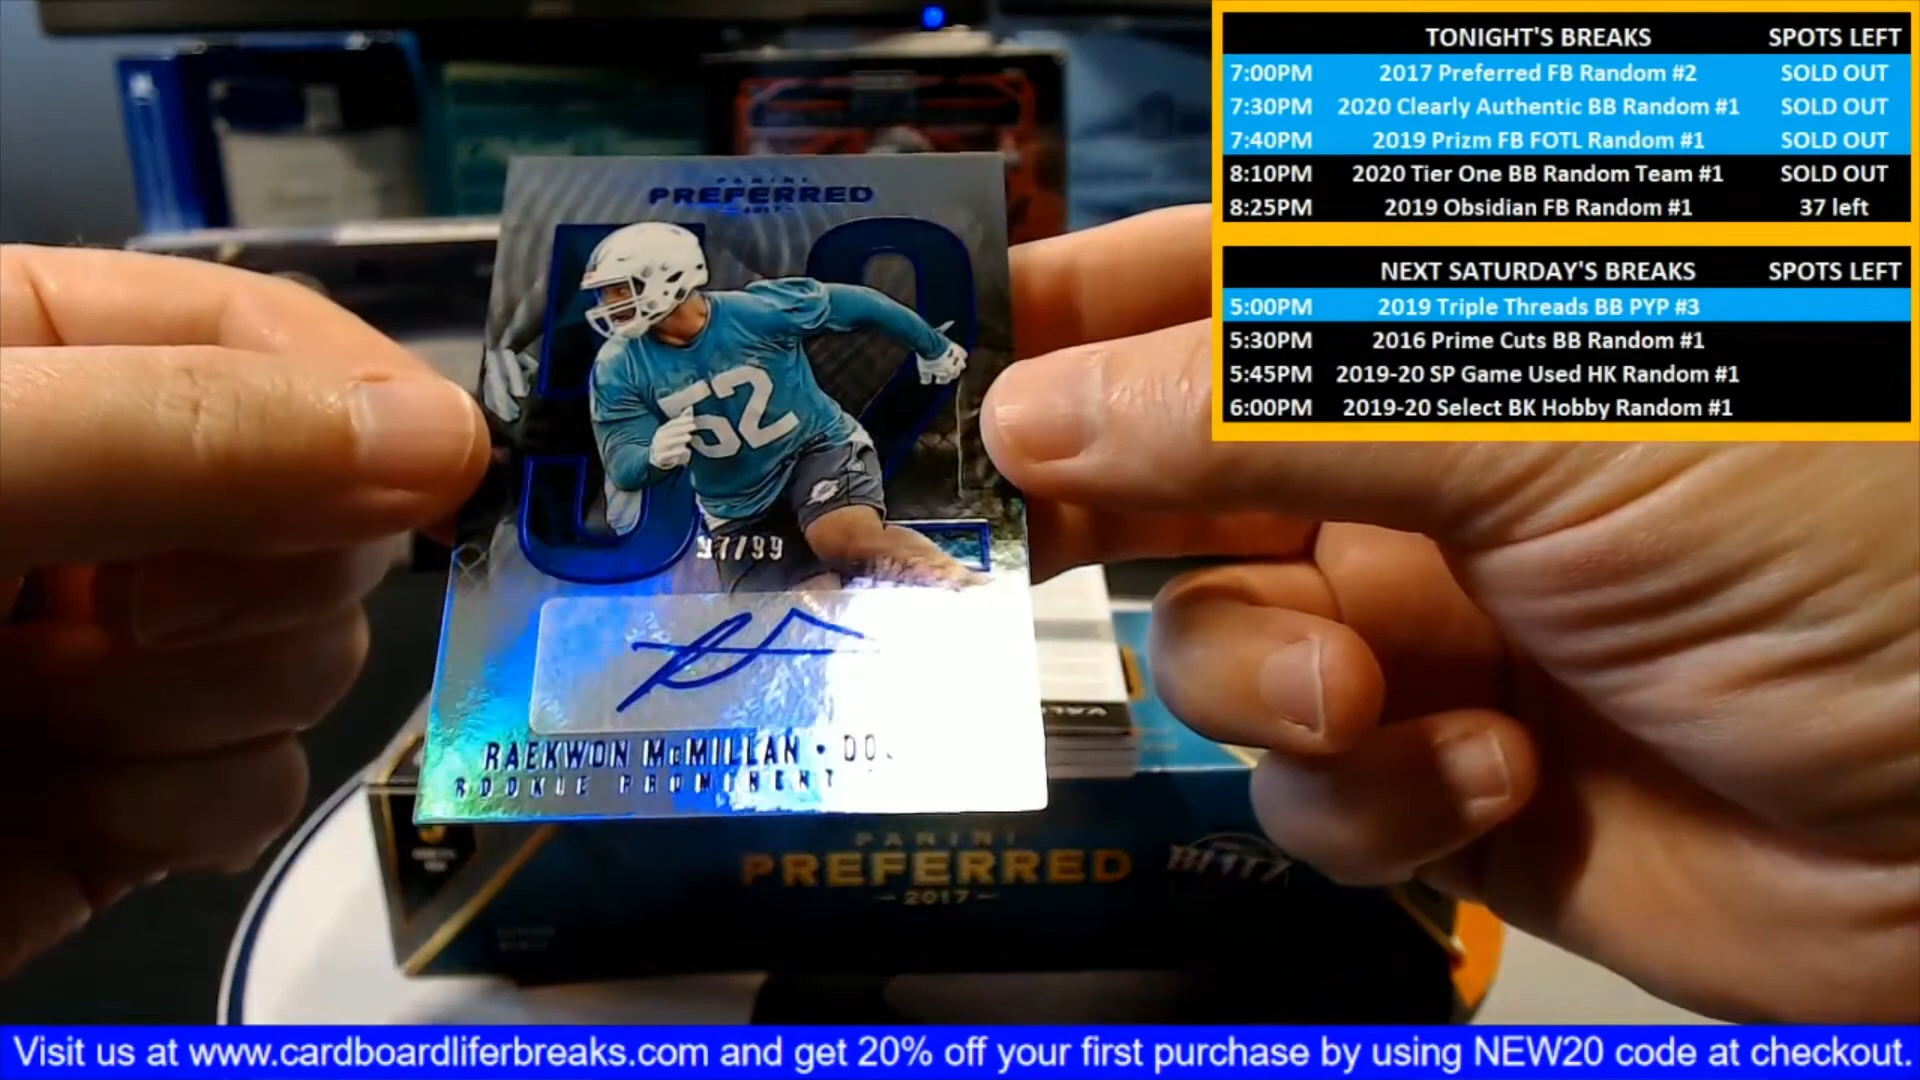 TONIGHT'S BREAKS SPOTS LEFT
7:00PM 2017 Preferred FB Random #2 SOLD OUT
7:30PM 2020 Clearly Authentic BB Random #1 SOLD OUT
7:40PM 2019 Prizm FB FOTL Random #1 SOLD OUT
8:10PM 2020 Tier One BB Random Team #1 SOLD OUT
8:25PM 2019 Obsidian FB Random #1 37 left
NEXT SATURDAY'S BREAKS SPOTS LEFT
5:00PM 2019 Triple Threads BB PYP #3
5:30PM 2016 Prime Cuts BB Random #1
5:45PM 2019-20 SP Game Used HK Random #1
6:00PM 2019-20 Select BK Hobby Random #1
PANINI
PREFERRED
2017
52
52
97/99
RAEKWON McMILLAN •
ROOKIE
PANINI
PREFERRED
2017
BLITZ
Visit us at www.cardboardliferbreaks.com and get 20% off your first purchase by using NEW20 code at checkout.